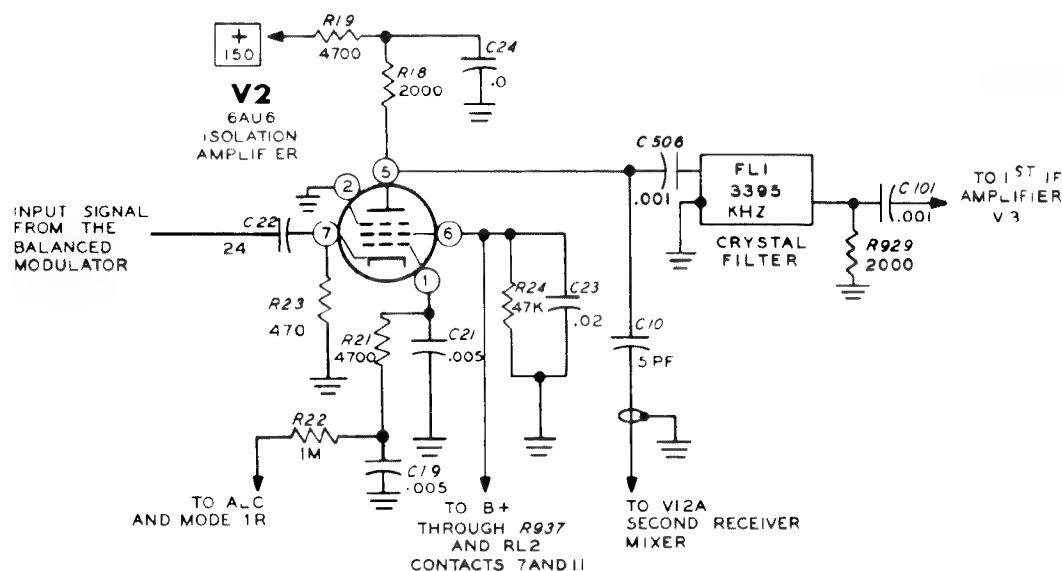 R19
4700
+
150
C24
.0
R18
2000
V2
6AU6
ISOLATION
AMPLIFIER
5
2
7
6
1
C506
.001
FL1
3395
KHZ
CRYSTAL
FILTER
C101
.001
TO 1ST IF
AMPLIFIER
V3
R929
2000
INPUT SIGNAL
FROM THE
BALANCED
MODULATOR
C22
24
R23
470
R21
4700
C21
.005
R24
47K
C23
.02
C10
5 PF
R22
1M
C19
.005
TO ALC
AND MODE 1R
TO B+
THROUGH R937
AND RL2
CONTACTS 7 AND 11
TO V12A
SECOND RECEIVER
MIXER